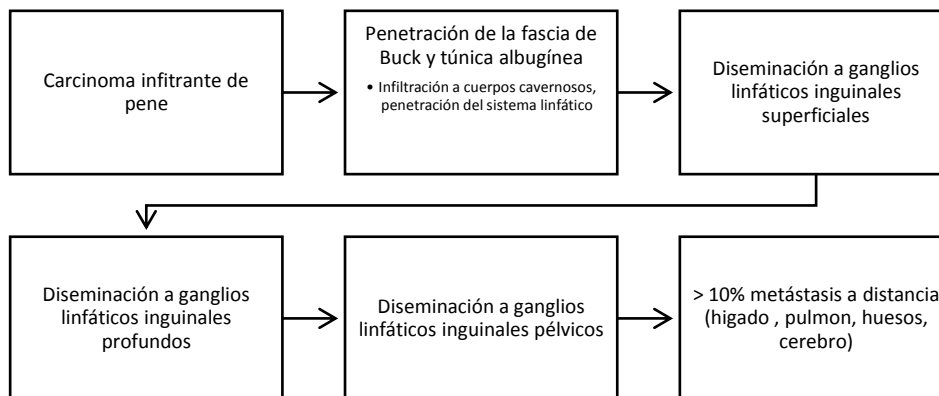 Carcinoma infitrante de
pene
Penetración de la fascia de
Buck y túnica albugínea
• Infiltración a cuerpos cavernosos,
penetración del sistema linfático
Diseminación a ganglios
linfáticos inguinales
superficiales
Diseminación a ganglios
linfáticos inguinales
profundos
Diseminación a ganglios
linfáticos inguinales pélvicos
> 10% metástasis a distancia
(higado , pulmon, huesos,
cerebro)